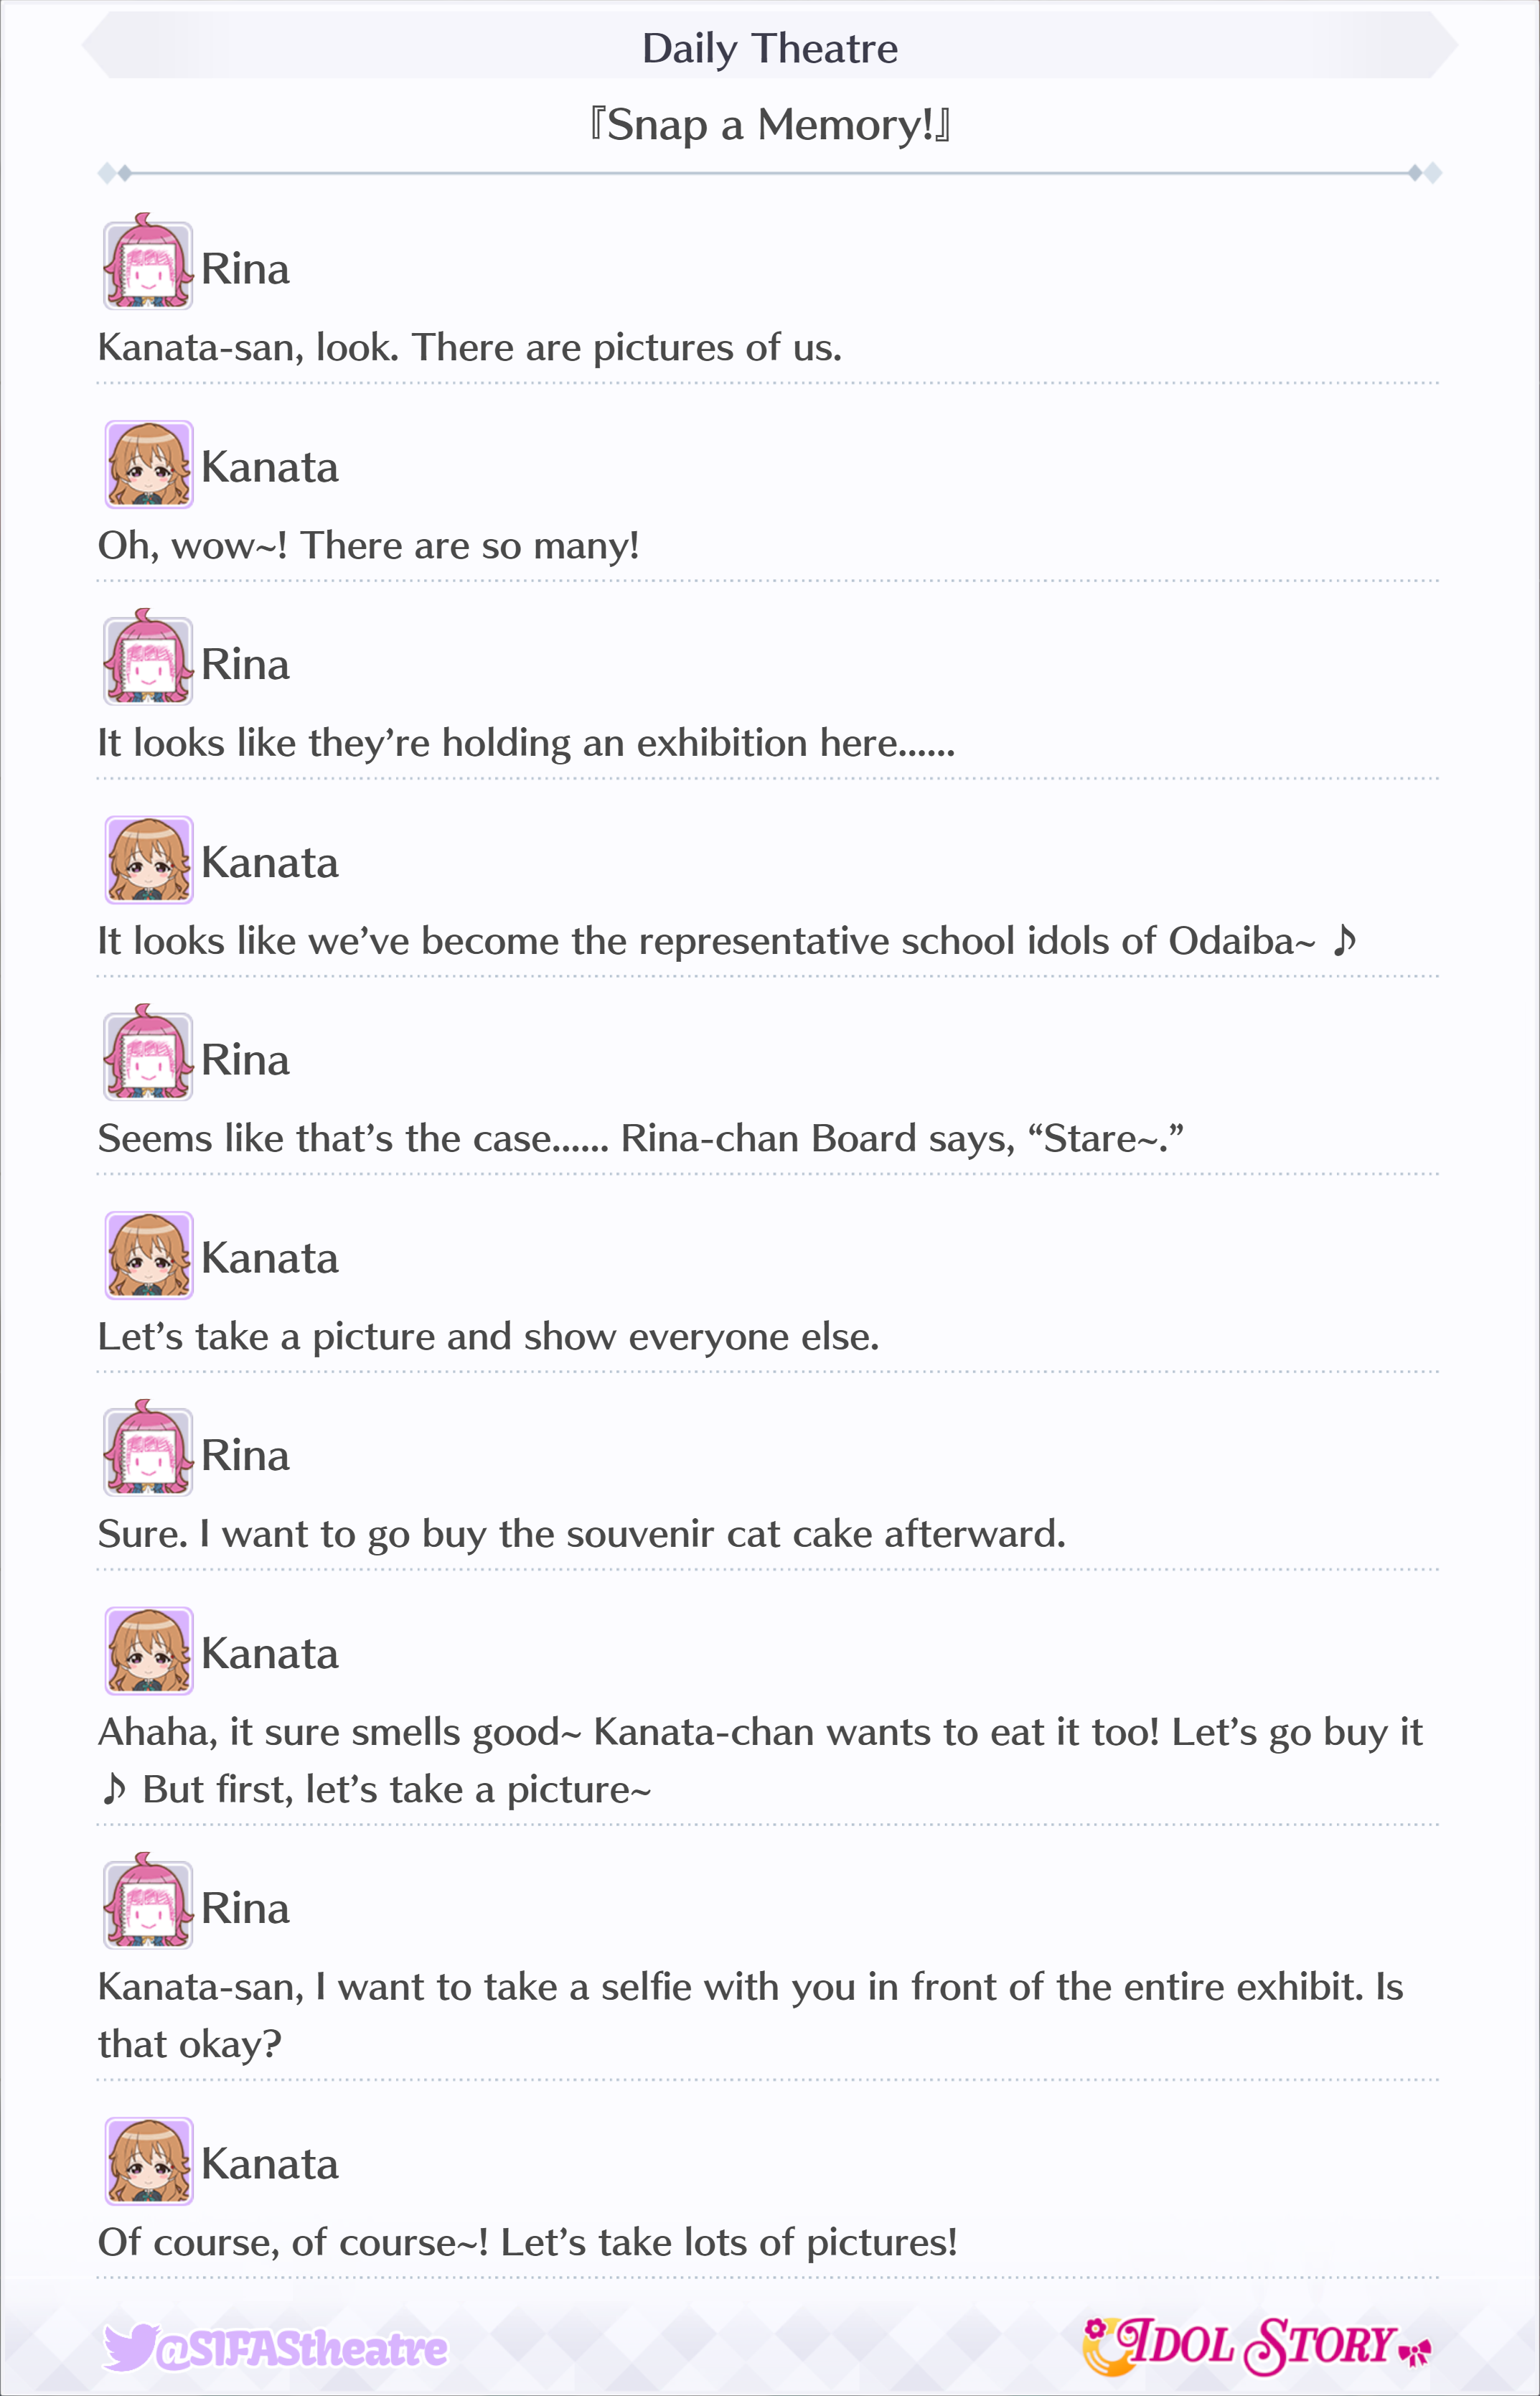 Daily Theatre
『Snap a Memory!』
Rina
Kanata-san, look. There are pictures of us.
Kanata
Oh, wow~! There are so many!
Rina
It looks like they’re holding an exhibition here......
Kanata
It looks like we’ve become the representative school idols of Odaiba~ ♪
Rina
Seems like that’s the case...... Rina-chan Board says, “Stare~.”
Kanata
Let’s take a picture and show everyone else.
Rina
Sure. I want to go buy the souvenir cat cake afterward.
Kanata
Ahaha, it sure smells good~ Kanata-chan wants to eat it too! Let’s go buy it
♪ But first, let’s take a picture~
Rina
Kanata-san, I want to take a selfie with you in front of the entire exhibit. Is
that okay?
Kanata
Of course, of course~! Let’s take lots of pictures!
@SIFAStheatre
IDOL STORY